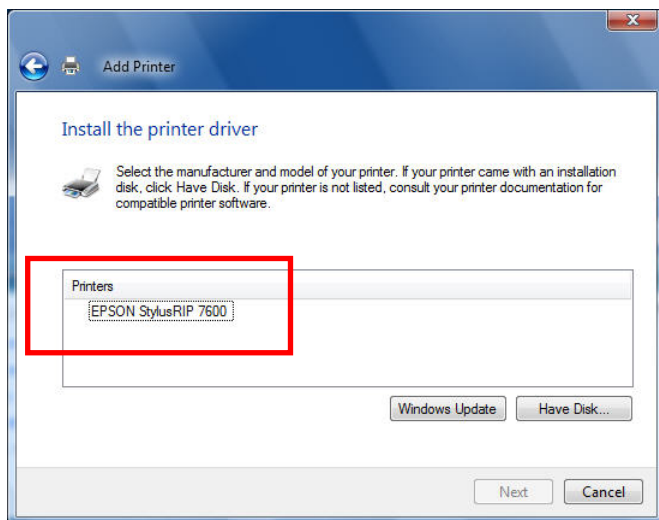 Add Printer
Install the printer driver
Select the manufacturer and model of your printer. If your printer came with an installation
disk, click Have Disk. If your printer is not listed, consult your printer documentation for
compatible printer software.
Printers
EPSON StylusRIP 7600
Windows Update Have Disk...
Next Cancel